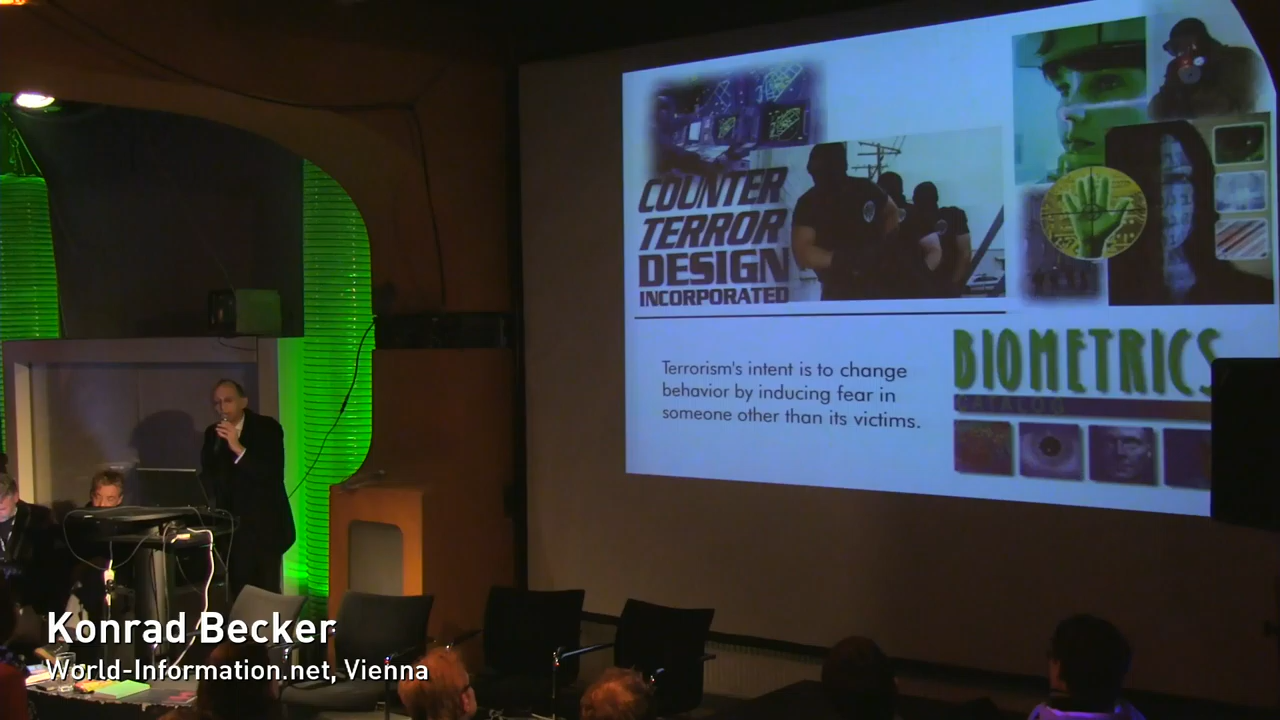 COUNTER
TERROR
DESIGN
INCORPORATED
Terrorism's intent is to change
behavior by inducing fear in
someone other than its victims.
BIOMETRICS
Konrad Becker
World-Information.net, Vienna